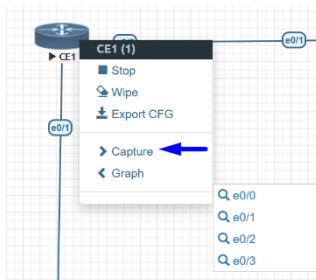 CE1 (1)
e0/1
CE1
Stop
Wipe
Export CFG
e0/1
Capture
Graph
e0/0
e0/1
e0/2
e0/3